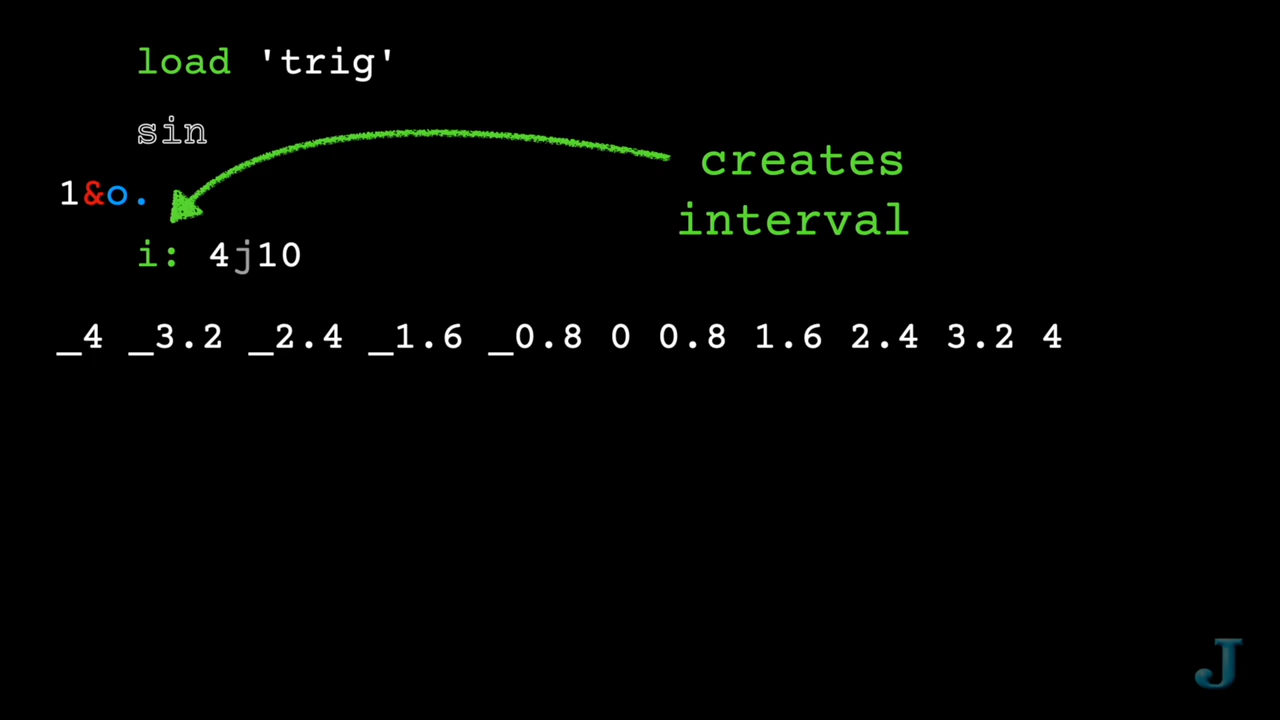 load 'trig'
sin
creates
interval
1&o.
i: 4j10
_4 _3.2 _2.4 _1.6 _0.8 0 0.8 1.6 2.4 3.2 4
J